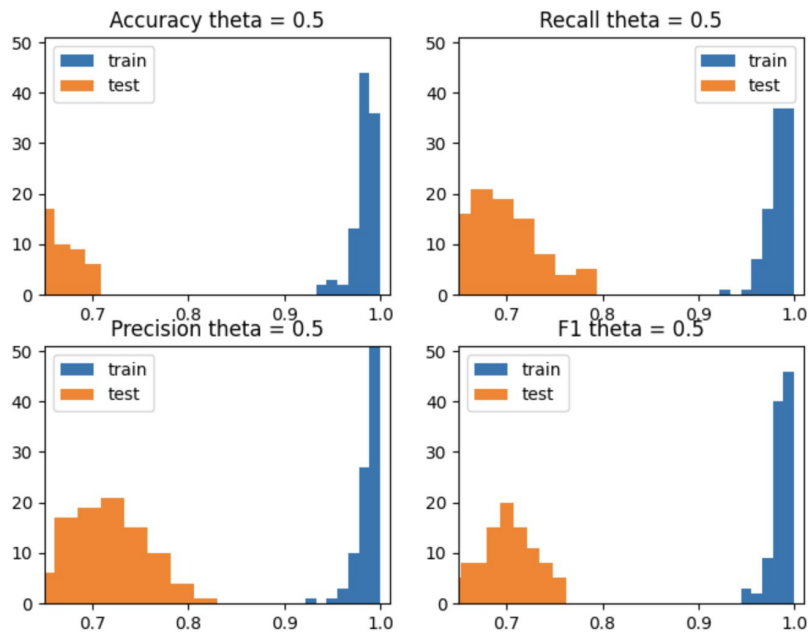 Accuracy theta = 0.5
50
40
30
20
10
0
train
test
0.7 0.8 0.9 1.0
Recall theta = 0.5
50
40
30
20
10
0
train
test
0.7 0.8 0.9 1.0
Precision theta = 0.5
50
40
30
20
10
0
train
test
0.7 0.8 0.9 1.0
F1 theta = 0.5
50
40
30
20
10
0
train
test
0.7 0.8 0.9 1.0